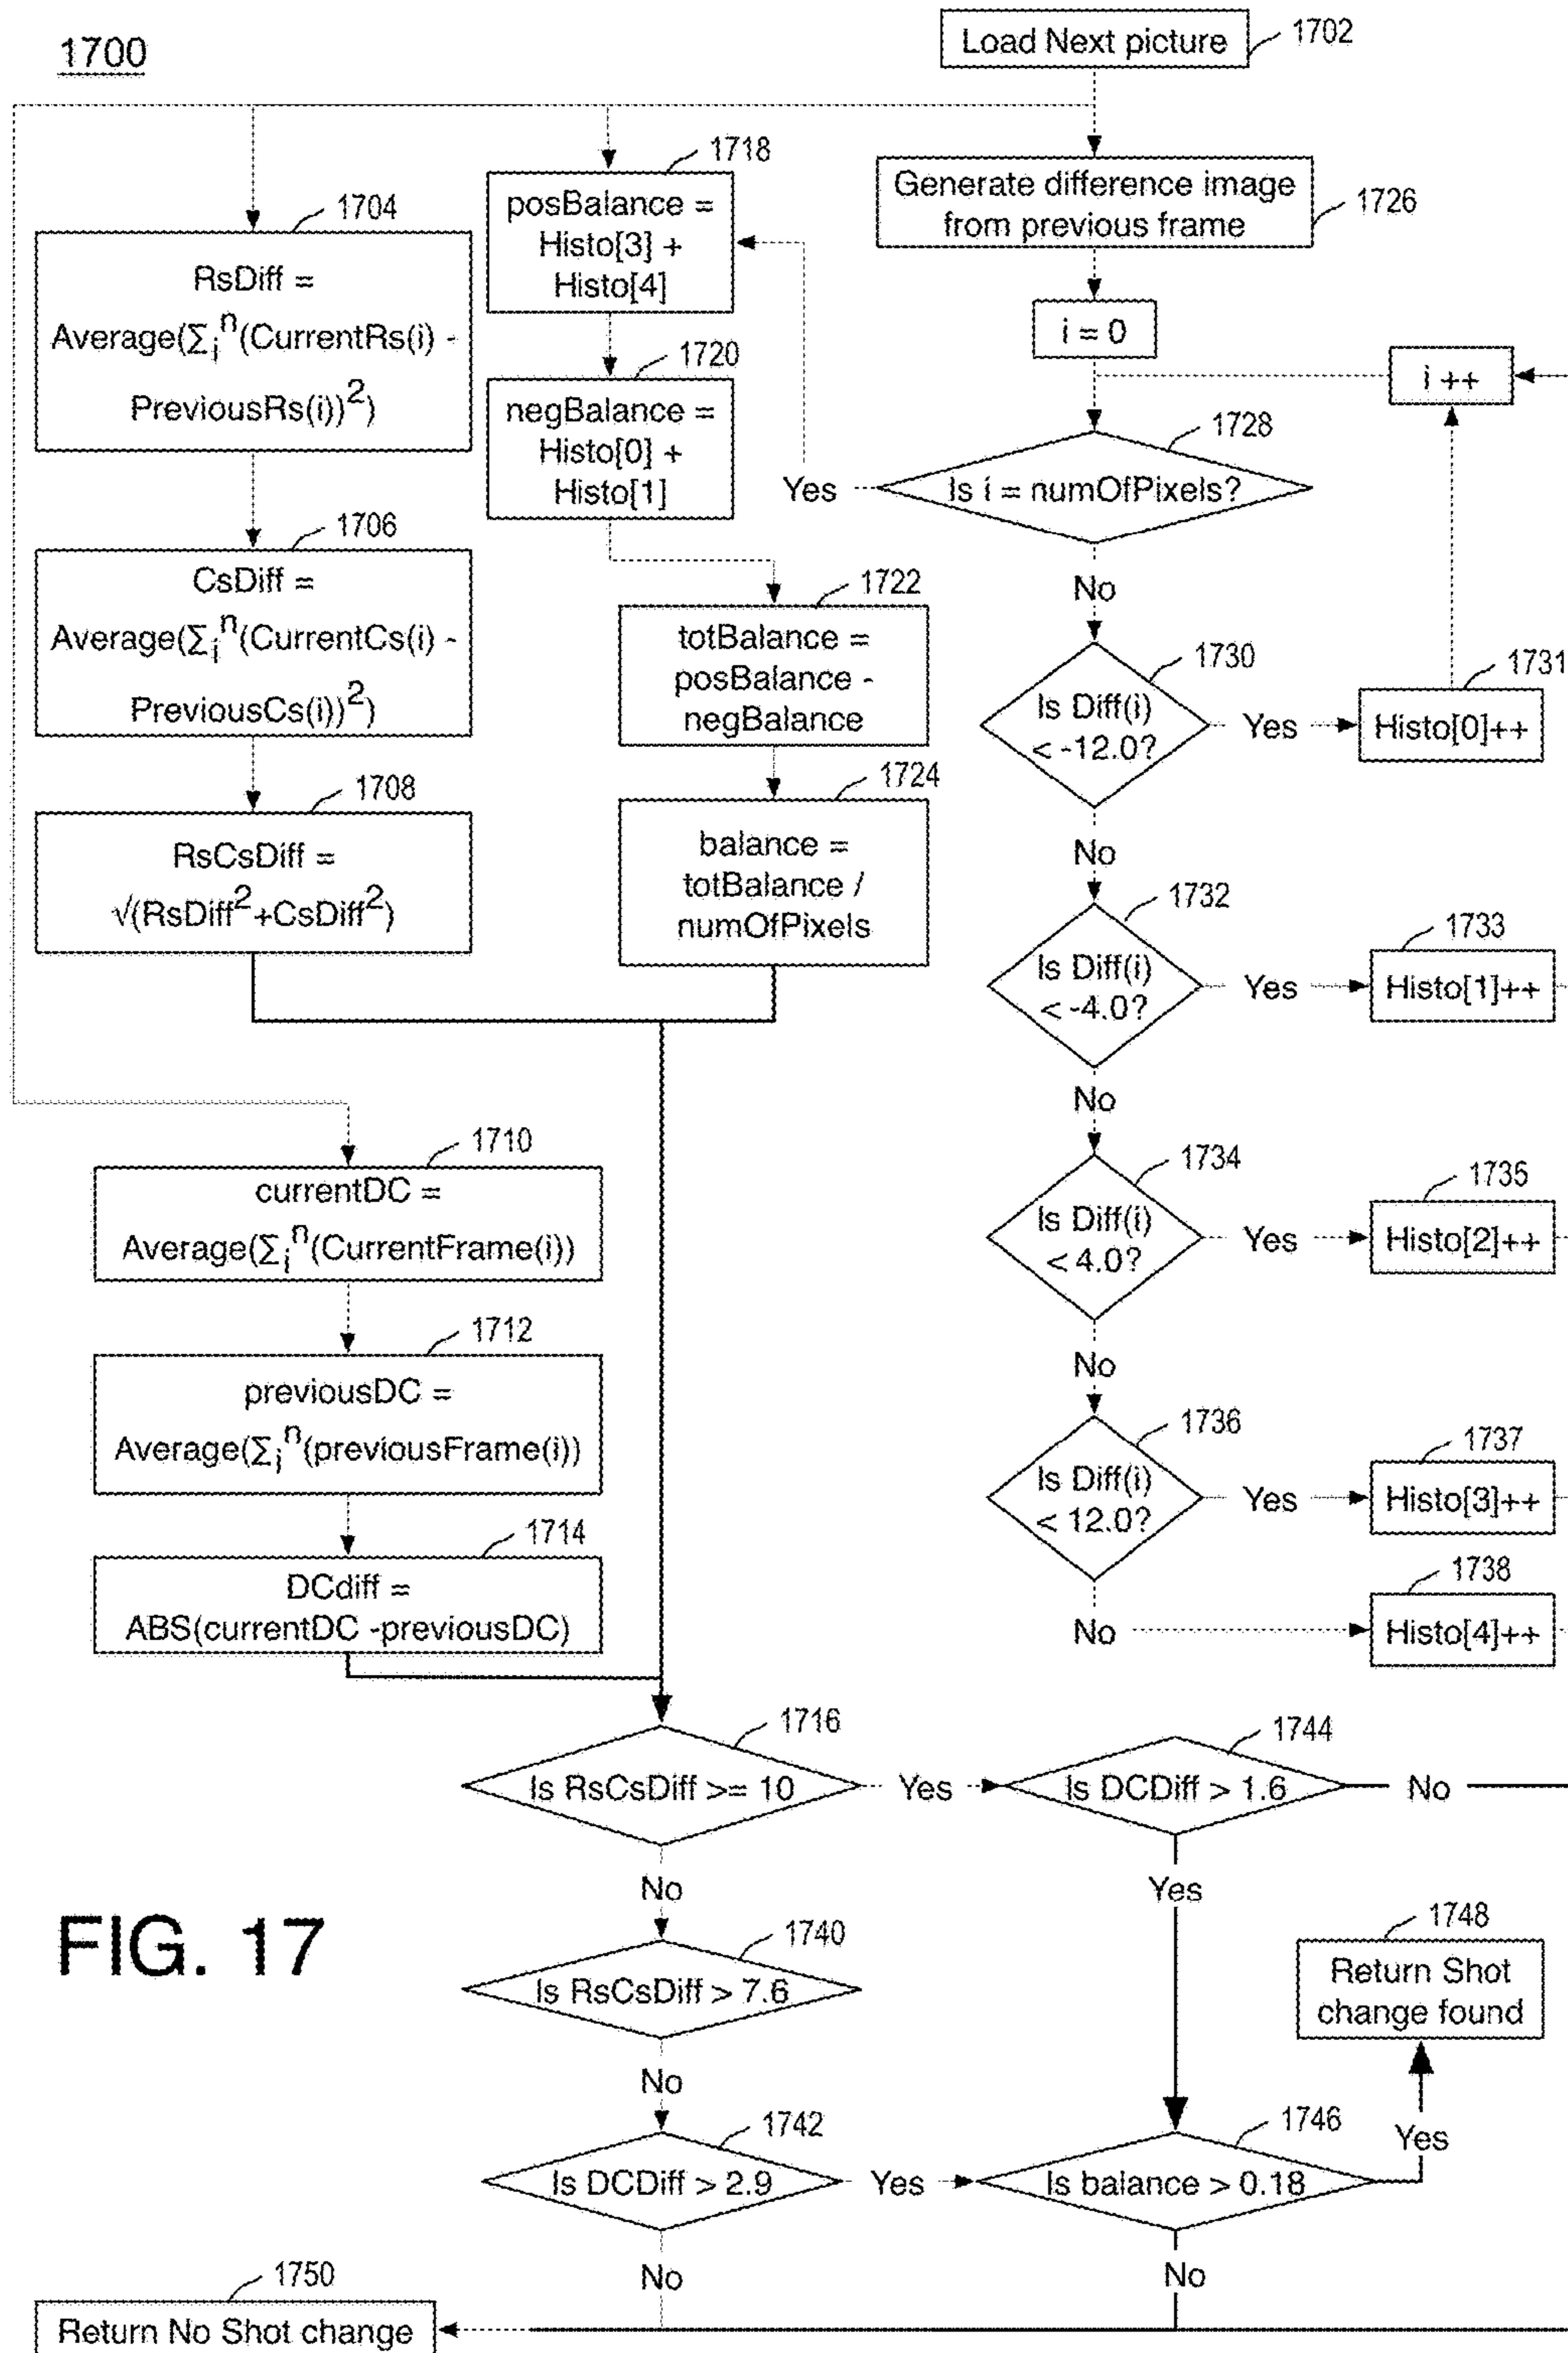 1700
Load Next picture
1702
1704
RsDiff =
Average(Σiⁿ(CurrentRs(i) -
PreviousRs(i))²)
1706
CsDiff =
Average(Σiⁿ(CurrentCs(i) -
PreviousCs(i))²)
1708
RsCsDiff =
√(RsDiff²+CsDiff²)
1718
posBalance =
Histo[3] +
Histo[4]
1720
negBalance =
Histo[0] +
Histo[1]
1722
totBalance =
posBalance -
negBalance
1724
balance =
totBalance /
numOfPixels
Generate difference image
from previous frame
1726
i = 0
i ++
1728
Is i = numOfPixels?
Yes
No
1730
Is Diff(i)
< -12.0?
Yes
1731
Histo[0]++
No
1732
Is Diff(i)
< -4.0?
Yes
1733
Histo[1]++
No
1734
Is Diff(i)
< 4.0?
Yes
1735
Histo[2]++
No
1736
Is Diff(i)
< 12.0?
Yes
1737
Histo[3]++
No
1738
Histo[4]++
1710
currentDC =
Average(Σiⁿ(CurrentFrame(i))
1712
previousDC =
Average(Σiⁿ(previousFrame(i))
1714
DCdiff =
ABS(currentDC -previousDC)
1716
Is RsCsDiff >= 10
Yes
1744
Is DCDiff > 1.6
No
No
Yes
1740
Is RsCsDiff > 7.6
No
1742
Is DCDiff > 2.9
Yes
1746
Is balance > 0.18
Yes
1748
Return Shot
change found
No
No
1750
Return No Shot change
FIG. 17